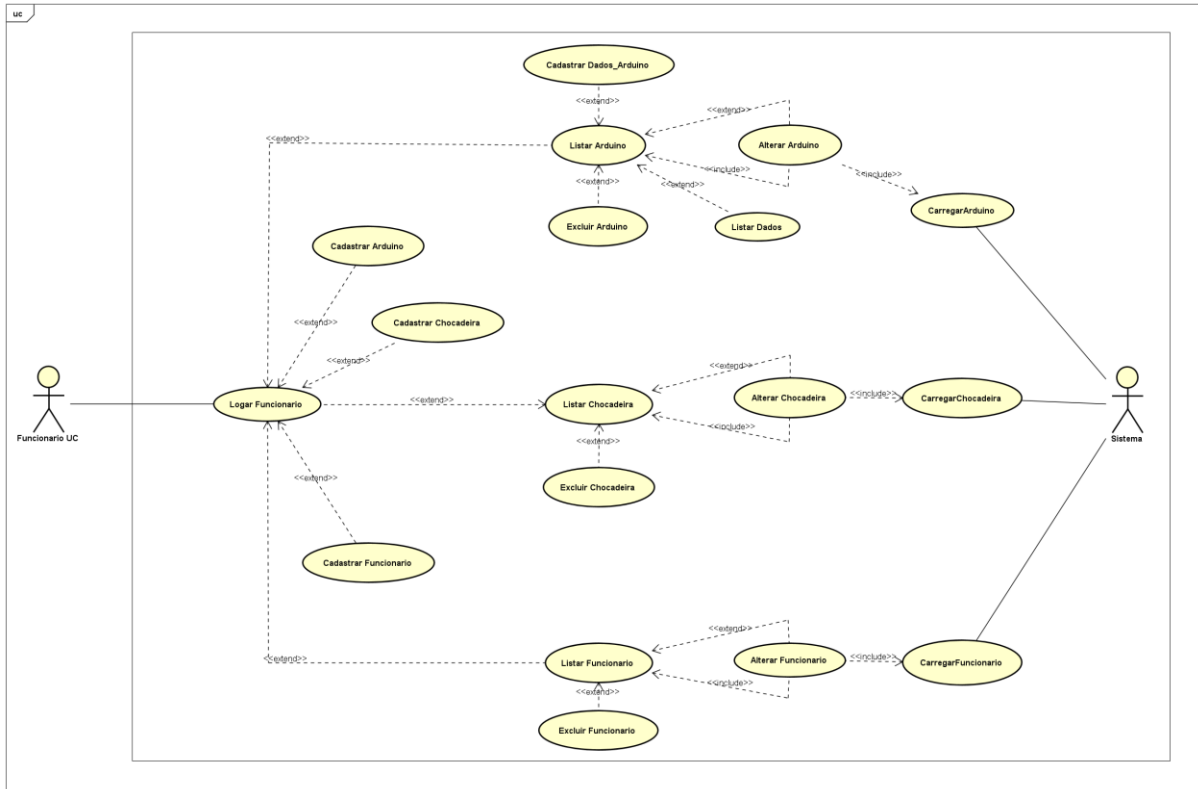 uc
Cadastrar Dados_Arduino
<<extend>>
<<extend>>
<<extend>>
Listar Arduino
Alterar Arduino
<<include>>
<<include>>
<<extend>>
<<extend>>
CarregarArduino
Excluir Arduino
Listar Dados
Cadastrar Arduino
<<extend>>
Cadastrar Chocadeira
<<extend>>
<<extend>>
Logar Funcionario
<<extend>>
Listar Chocadeira
Alterar Chocadeira
<<include>>
CarregarChocadeira
<<include>>
<<extend>>
Funcionario UC
Sistema
<<extend>>
Excluir Chocadeira
Cadastrar Funcionario
<<extend>>
<<extend>>
Listar Funcionario
Alterar Funcionario
<<include>>
CarregarFuncionario
<<include>>
<<extend>>
Excluir Funcionario